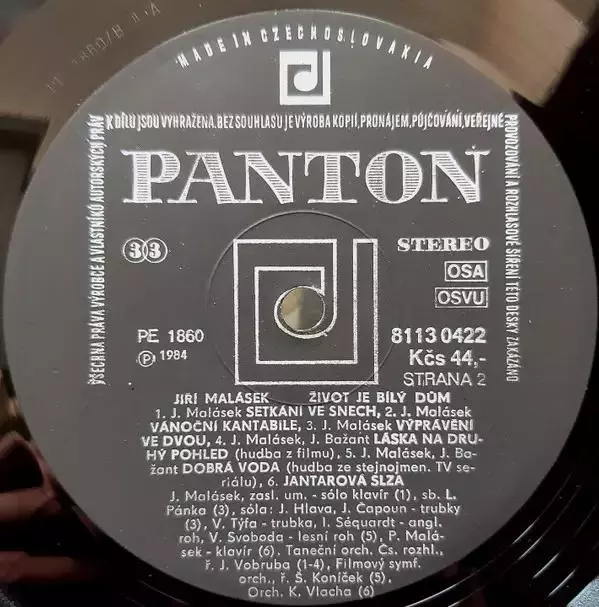 PE 1860/B
MADE IN CZECHOSLOVAKIA
VŠECHNA PRÁVA VÝROBCE A VLASTNÍKŮ AUTORSKÝCH PRÁV
K DÍLU JSOU VYHRAŽENA. BEZ SOUHLASU JE VÝROBA KOPIÍ, PRONÁJEM, PŮJČOVÁNÍ, VEŘEJNÉ
PROVOZOVÁNÍ A ROZHLASOVÉ ŠÍŘENÍ TÉTO DESKY ZAKÁZÁNO
PANTON
33 STEREO
OSA
OSVU
PE 1860 8113 0422
Ⓟ 1984 Kčs 44,-
STRANA 2
JIŘÍ MALÁSEK ŽIVOT JE BÍLÝ DŮM
1. J. Malásek SETKÁNÍ VE SNECH, 2. J. Malásek
VÁNOČNÍ KANTABILE, 3. J. Malásek VYPRÁVĚNÍ
VE DVOU, 4. J. Malásek, J. Bažant LÁSKA NA DRU-
HÝ POHLED (hudba z filmu), 5. J. Malásek, J. Ba-
žant DOBRÁ VODA (hudba ze stejnojmen. TV se-
riálu), 6. JANTAROVÁ SLZA
J. Malásek, zasl. um. - sólo klavír (1), sb. L.
Pánka (3), sóla: J. Hlava, J. Čapoun - trubky
(3), V. Týfa - trubka, I. Séquardt - angl.
roh, V. Svoboda - lesní roh (5), P. Malá-
sek - klavír (6). Taneční orch. Čs. rozhl.,
ř. J. Vobruba (1-4), Filmový symf.
orch., ř. Š. Koníček (5),
Orch. K. Vlacha (6)